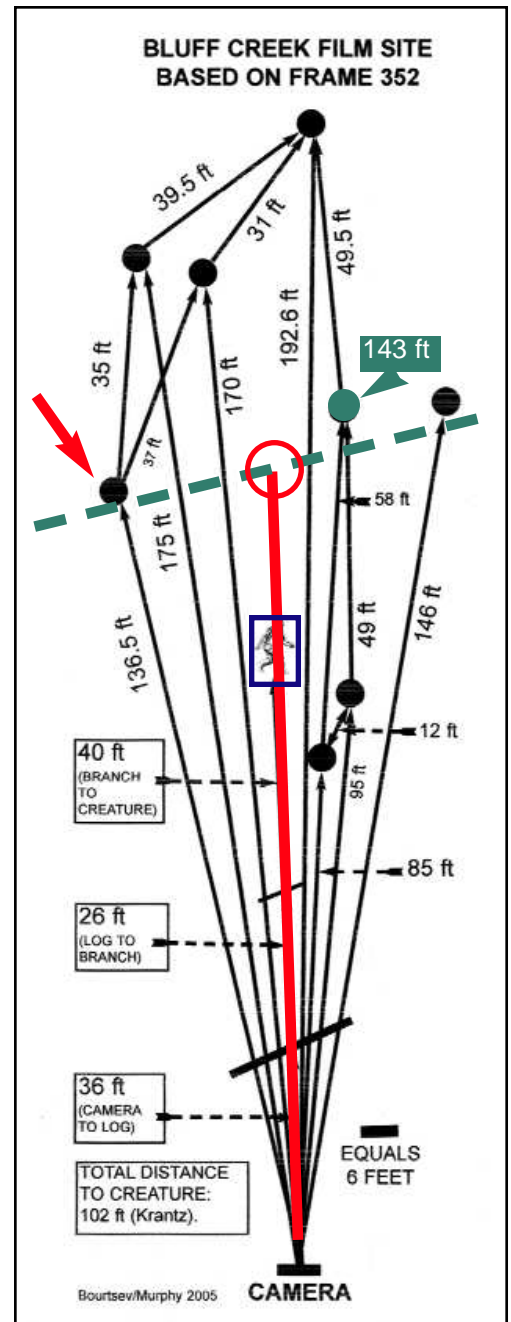 BLUFF CREEK FILM SITE
BASED ON FRAME 352
39.5 ft
31 ft
49.5 ft
35 ft
192.6 ft
143 ft
170 ft
37 ft
58 ft
175 ft
136.5 ft
49 ft
146 ft
12 ft
40 ft
(BRANCH
TO
CREATURE)
95 ft
85 ft
26 ft
(LOG TO
BRANCH)
36 ft
(CAMERA
TO LOG)
EQUALS
6 FEET
TOTAL DISTANCE
TO CREATURE:
102 ft (Krantz).
Bourtsev/Murphy 2005
CAMERA